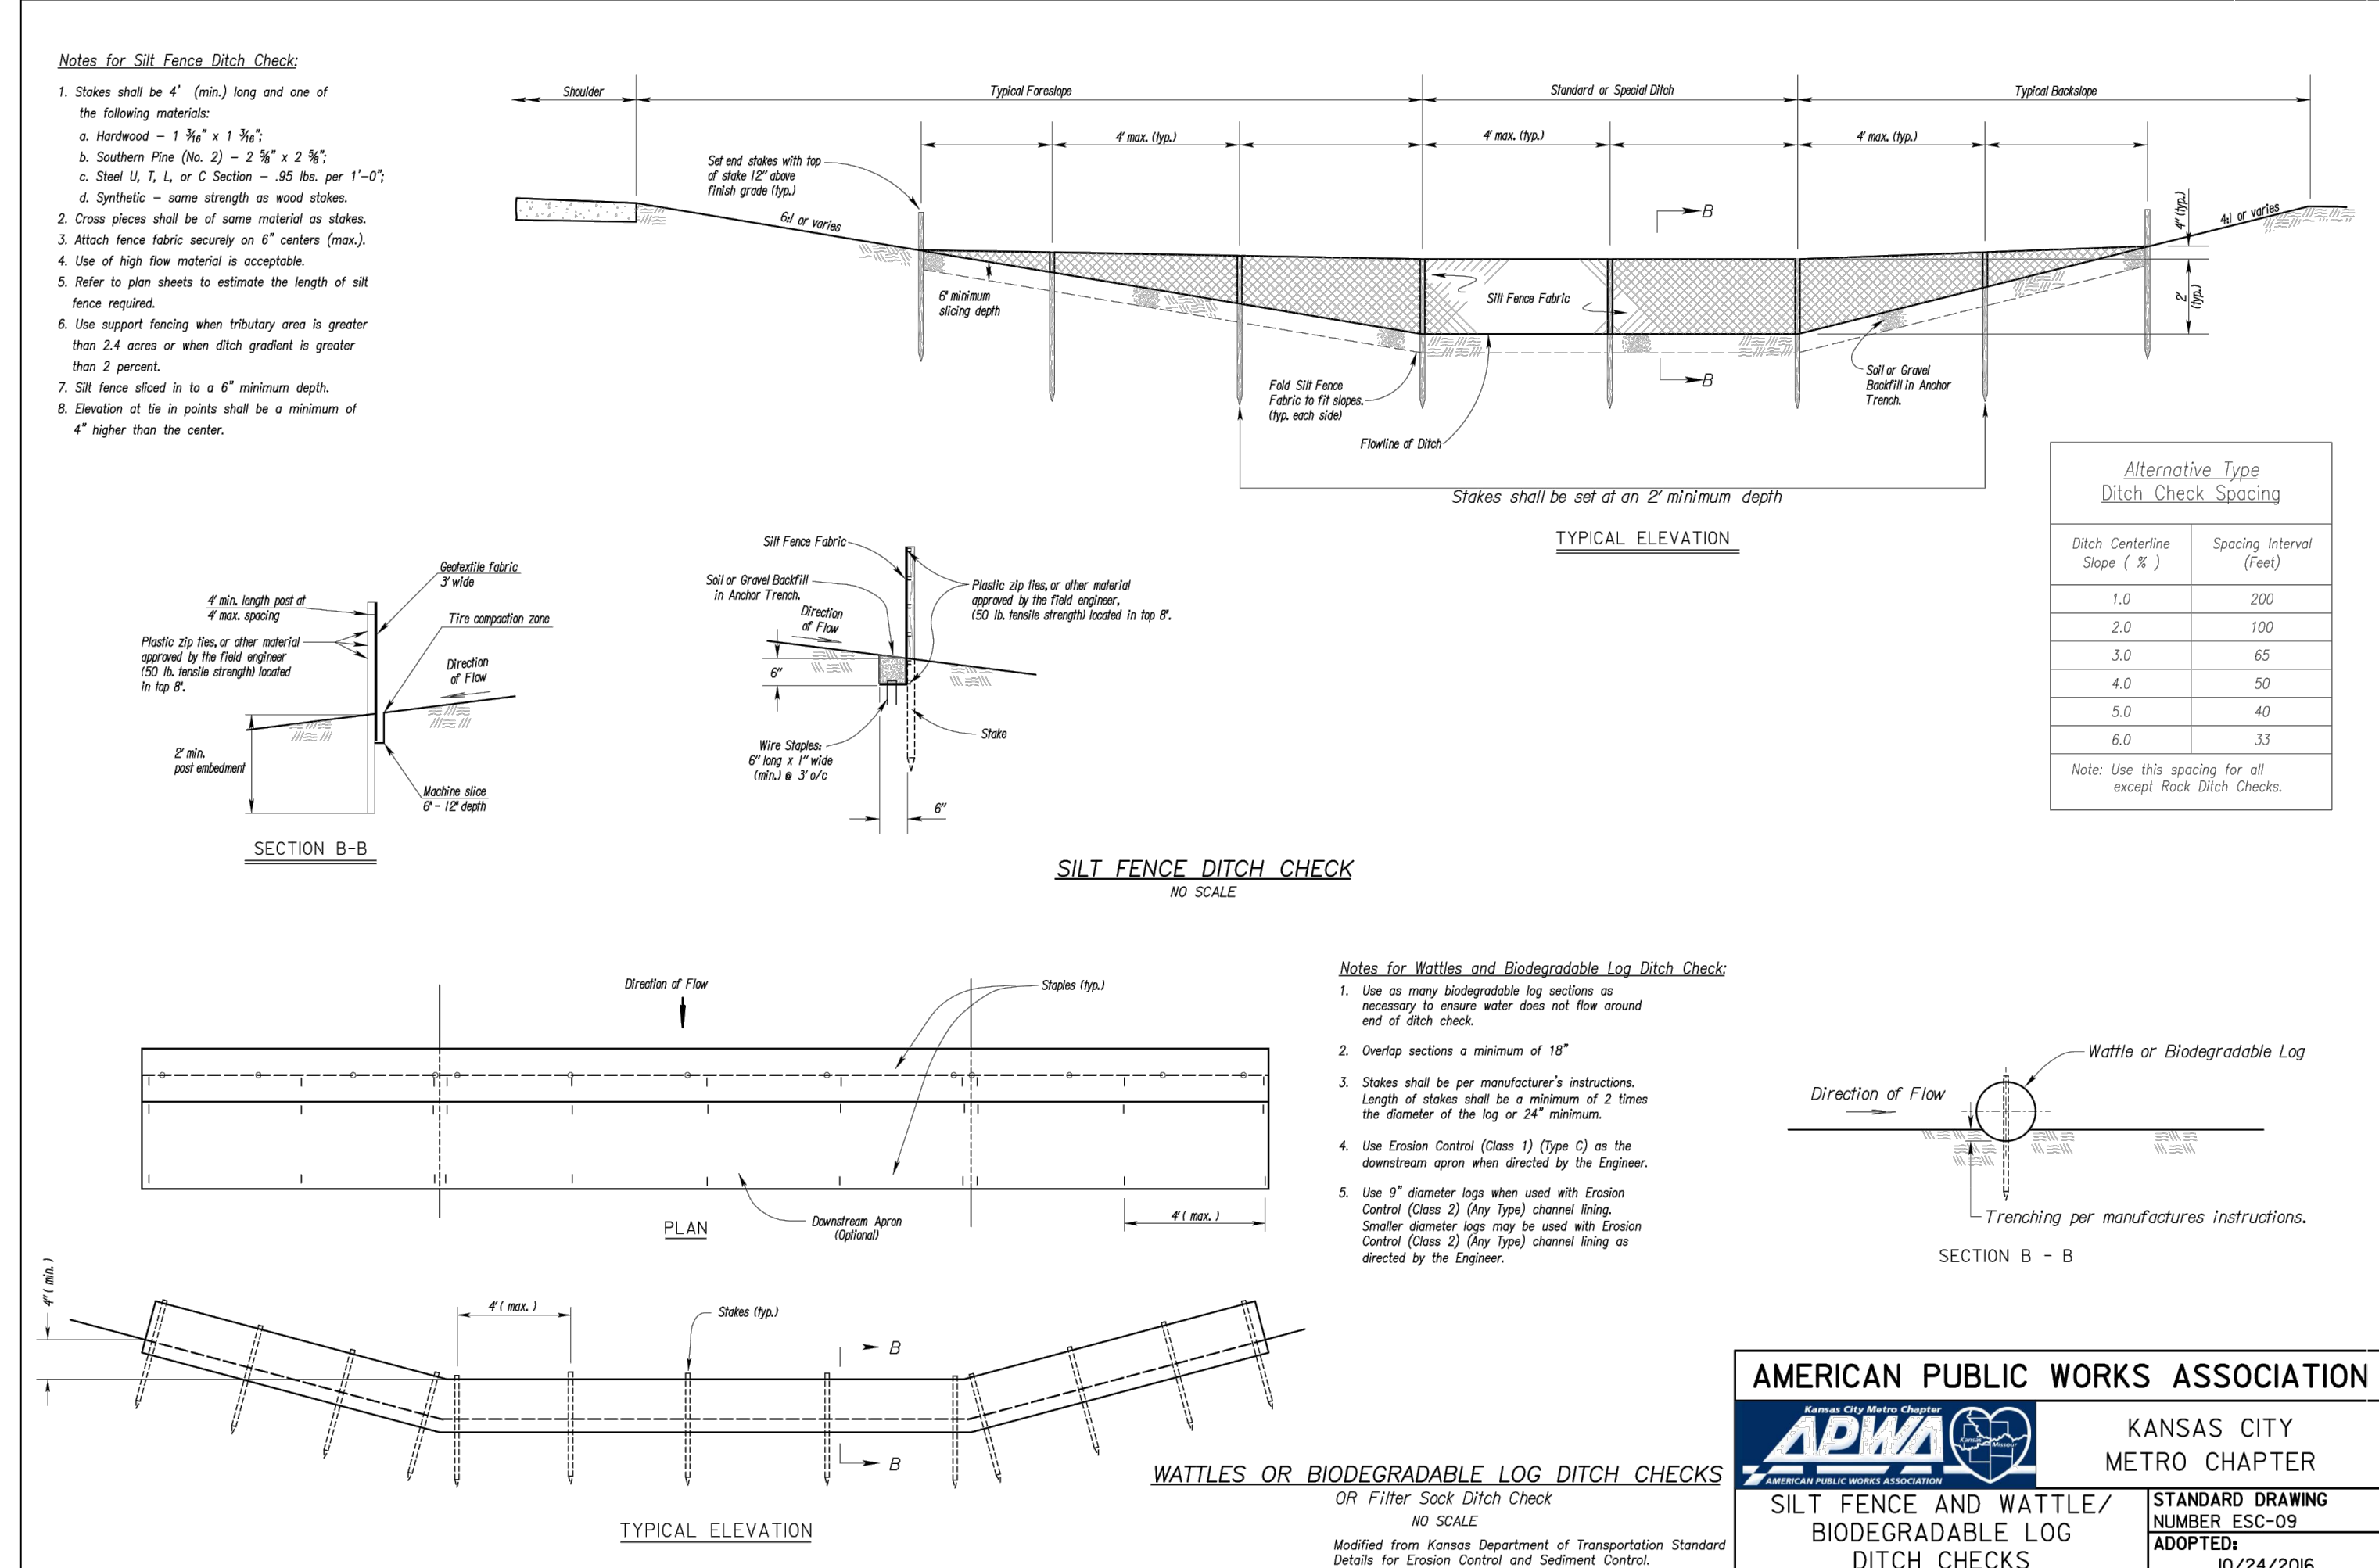 Notes for Silt Fence Ditch Check:
1. Stakes shall be 4' (min.) long and one of
the following materials:
a. Hardwood – 1 3⁄16" x 1 3⁄16";
b. Southern Pine (No. 2) – 2 5⁄8" x 2 5⁄8";
c. Steel U, T, L, or C Section – .95 lbs. per 1'–0";
d. Synthetic – same strength as wood stakes.
2. Cross pieces shall be of same material as stakes.
3. Attach fence fabric securely on 6" centers (max.).
4. Use of high flow material is acceptable.
5. Refer to plan sheets to estimate the length of silt
fence required.
6. Use support fencing when tributary area is greater
than 2.4 acres or when ditch gradient is greater
than 2 percent.
7. Silt fence sliced in to a 6" minimum depth.
8. Elevation at tie in points shall be a minimum of
4" higher than the center.
Shoulder
Typical Foreslope
Standard or Special Ditch
Typical Backslope
4' max. (typ.)
4' max. (typ.)
4' max. (typ.)
Set end stakes with top
of stake 12" above
finish grade (typ.)
6:1 or varies
B
4" (typ.)
4:1 or varies
6" minimum
slicing depth
Silt Fence Fabric
2'
(typ.)
Fold Silt Fence
Fabric to fit slopes.
(typ. each side)
B
Soil or Gravel
Backfill in Anchor
Trench.
Flowline of Ditch
Stakes shall be set at an 2' minimum depth
TYPICAL ELEVATION
Alternative Type
Ditch Check Spacing
Ditch Centerline
Slope ( % )
Spacing Interval
(Feet)
1.0 200
2.0 100
3.0 65
4.0 50
5.0 40
6.0 33
Note: Use this spacing for all
except Rock Ditch Checks.
Geotextile fabric
3' wide
4' min. length post at
4' max. spacing
Tire compaction zone
Plastic zip ties, or other material
approved by the field engineer
(50 lb. tensile strength) located
in top 8".
Direction
of Flow
2' min.
post embedment
Machine slice
6" - 12" depth
SECTION B-B
Silt Fence Fabric
Soil or Gravel Backfill
in Anchor Trench.
Direction
of Flow
Plastic zip ties, or other material
approved by the field engineer,
(50 lb. tensile strength) located in top 8".
6"
Stake
Wire Staples:
6" long x 1" wide
(min.) @ 3' o/c
6"
SILT FENCE DITCH CHECK
NO SCALE
Direction of Flow
Staples (typ.)
PLAN
Downstream Apron
(Optional)
4' ( max. )
Notes for Wattles and Biodegradable Log Ditch Check:
1. Use as many biodegradable log sections as
necessary to ensure water does not flow around
end of ditch check.
2. Overlap sections a minimum of 18"
3. Stakes shall be per manufacturer's instructions.
Length of stakes shall be a minimum of 2 times
the diameter of the log or 24" minimum.
4. Use Erosion Control (Class 1) (Type C) as the
downstream apron when directed by the Engineer.
5. Use 9" diameter logs when used with Erosion
Control (Class 2) (Any Type) channel lining.
Smaller diameter logs may be used with Erosion
Control (Class 2) (Any Type) channel lining as
directed by the Engineer.
Wattle or Biodegradable Log
Direction of Flow
Trenching per manufactures instructions.
SECTION B - B
4" ( min. )
4' ( max. )
Stakes (typ.)
B
B
TYPICAL ELEVATION
WATTLES OR BIODEGRADABLE LOG DITCH CHECKS
OR Filter Sock Ditch Check
NO SCALE
Modified from Kansas Department of Transportation Standard
Details for Erosion Control and Sediment Control.
AMERICAN PUBLIC WORKS ASSOCIATION
Kansas City Metro Chapter
APWA
Kansas Missouri
AMERICAN PUBLIC WORKS ASSOCIATION
KANSAS CITY
METRO CHAPTER
SILT FENCE AND WATTLE/
BIODEGRADABLE LOG
DITCH CHECKS
STANDARD DRAWING
NUMBER ESC-09
ADOPTED:
10/24/2016